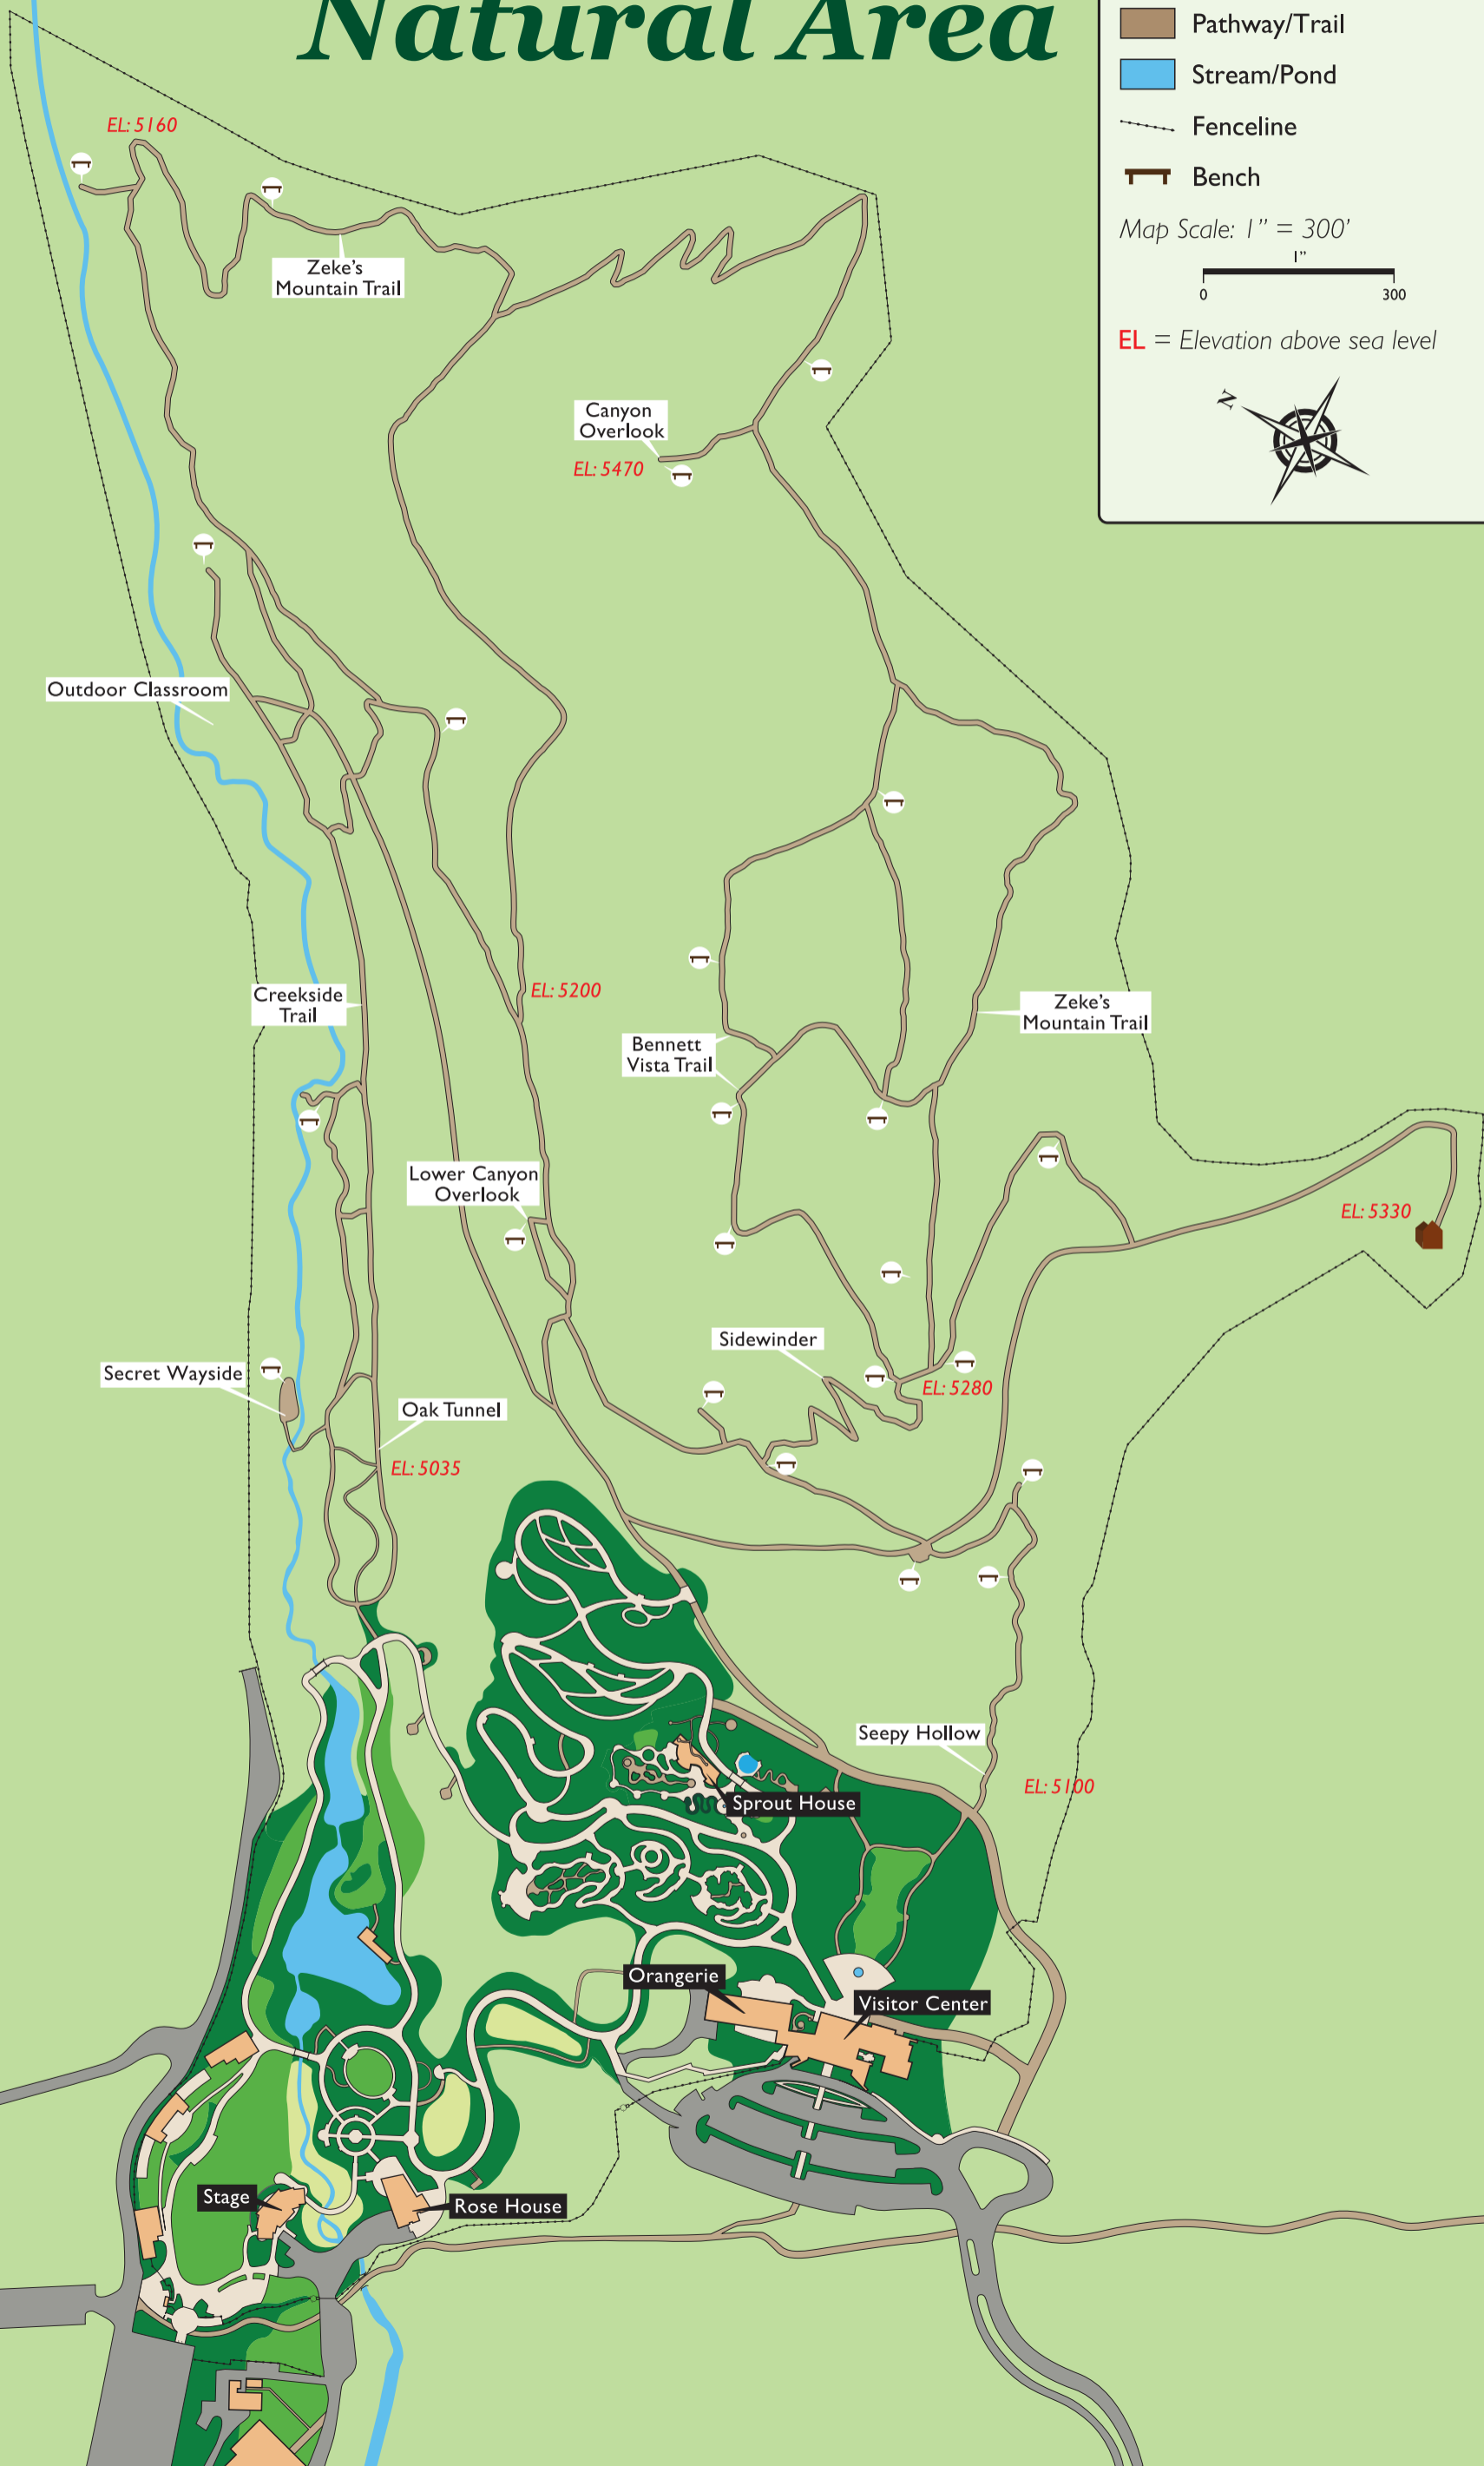 Natural Area
Pathway/Trail
Stream/Pond
Fenceline
Bench
Map Scale: 1” = 300’
1”
0 300
EL = Elevation above sea level
N
EL: 5160
Zeke’s
Mountain Trail
Canyon
Overlook
EL: 5470
Outdoor Classroom
EL: 5200
Creekside
Trail
Zeke’s
Mountain Trail
Bennett
Vista Trail
Lower Canyon
Overlook
EL: 5330
Sidewinder
Secret Wayside
EL: 5280
Oak Tunnel
EL: 5035
Seepy Hollow
EL: 5100
Sprout House
Orangerie
Visitor Center
Stage
Rose House